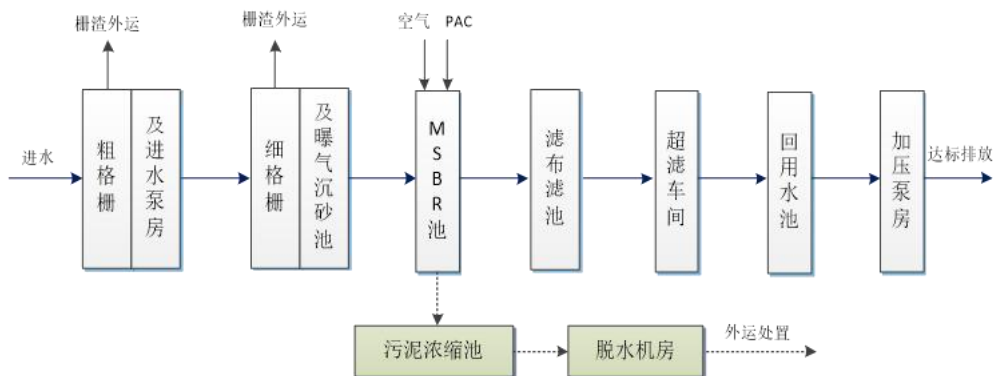 栅渣外运
栅渣外运
空气
PAC
进水
粗格栅
及进水泵房
细格栅
及曝气沉砂池
MSBR池
滤布滤池
超滤车间
回用水池
加压泵房
达标排放
污泥浓缩池
脱水机房
外运处置